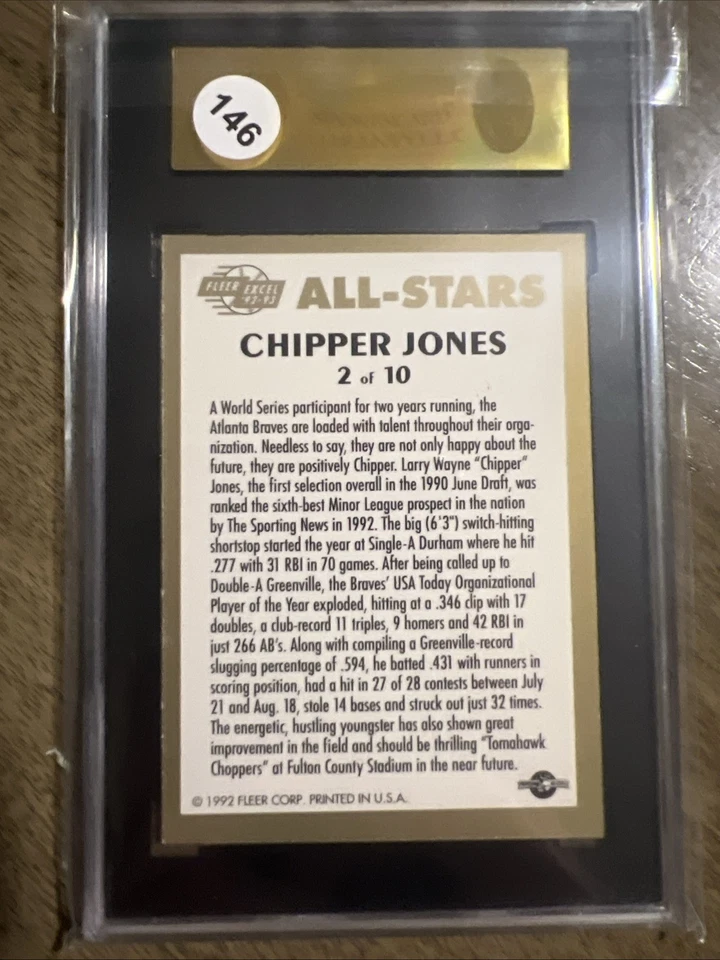 146
FLEER EXCEL
'92-'93
ALL-STARS
CHIPPER JONES
2 of 10
A World Series participant for two years running, the
Atlanta Braves are loaded with talent throughout their orga-
nization. Needless to say, they are not only happy about the
future, they are positively Chipper. Larry Wayne "Chipper"
Jones, the first selection overall in the 1990 June Draft, was
ranked the sixth-best Minor League prospect in the nation
by The Sporting News in 1992. The big (6'3") switch-hitting
shortstop started the year at Single-A Durham where he hit
.277 with 31 RBI in 70 games. After being called up to
Double-A Greenville, the Braves' USA Today Organizational
Player of the Year exploded, hitting at a .346 clip with 17
doubles, a club-record 11 triples, 9 homers and 42 RBI in
just 266 AB's. Along with compiling a Greenville-record
slugging percentage of .594, he batted .431 with runners in
scoring position, had a hit in 27 of 28 contests between July
21 and Aug. 18, stole 14 bases and struck out just 32 times.
The energetic, hustling youngster has also shown great
improvement in the field and should be thrilling "Tomahawk
Choppers" at Fulton County Stadium in the near future.
© 1992 FLEER CORP. PRINTED IN U.S.A.